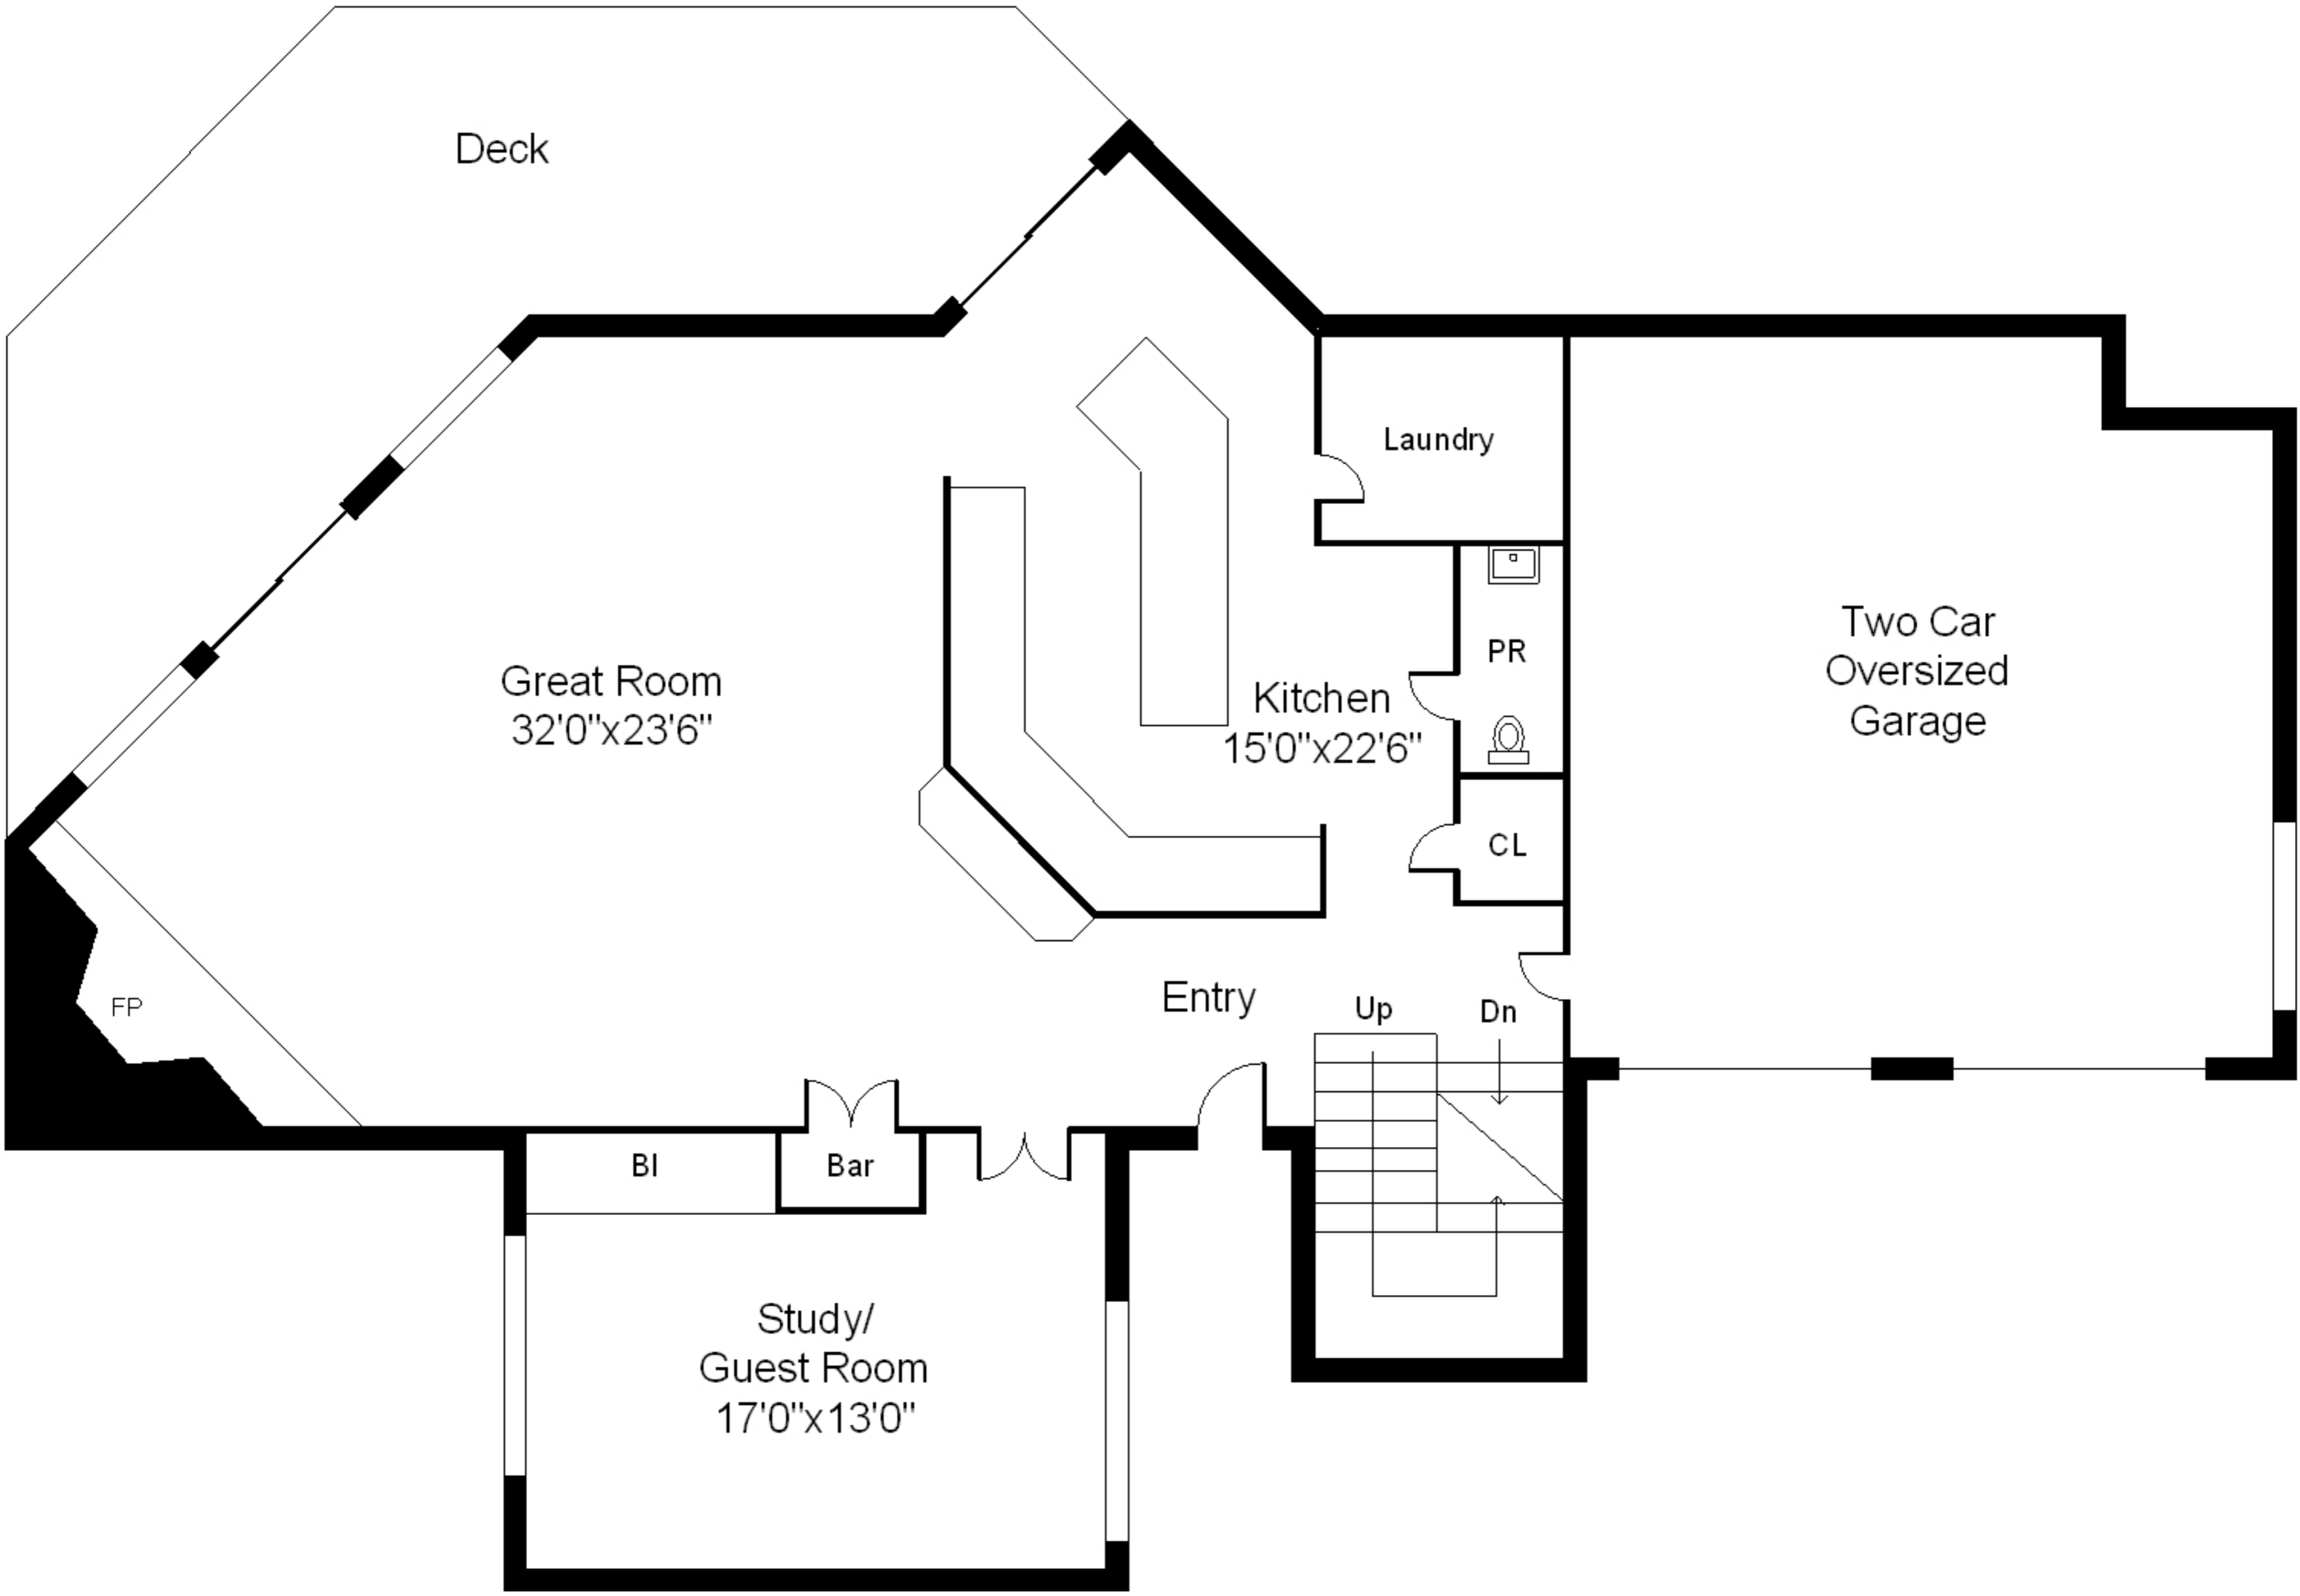 Deck
Laundry
Two Car
Oversized
Garage
PR
Great Room
32'0"x23'6"
Kitchen
15'0"x22'6"
CL
FP
Entry
Up
Dn
BI
Bar
Study/
Guest Room
17'0"x13'0"